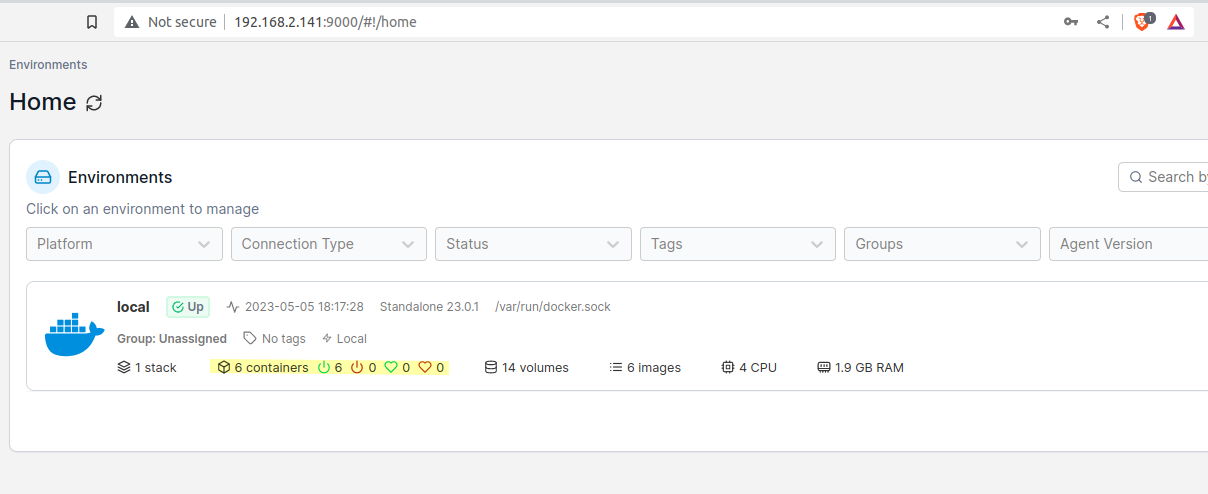 Not secure 192.168.2.141:9000/#!/home 1
Environments
Home
Environments
Search by
Click on an environment to manage
Platform Connection Type Status Tags Groups Agent Version
local Up 2023-05-05 18:17:28 Standalone 23.0.1 /var/run/docker.sock
Group: Unassigned No tags Local
1 stack 6 containers 6 0 0 0 14 volumes 6 images 4 CPU 1.9 GB RAM